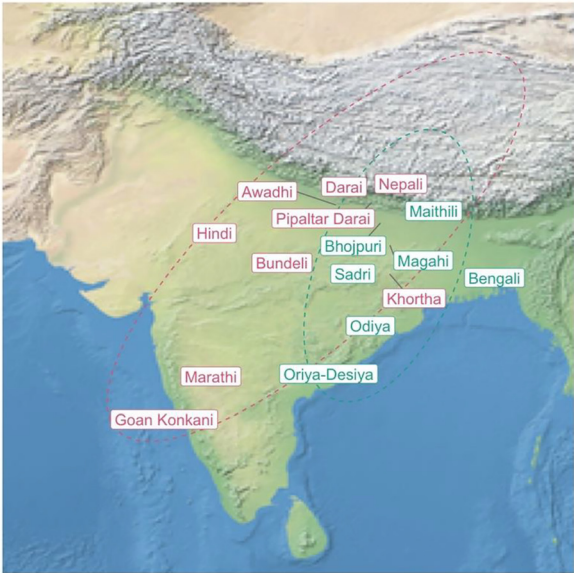 Darai
Nepali
Awadhi
Maithili
Pipaltar Darai
Hindi
Bhojpuri
Bundeli
Magahi
Sadri
Bengali
Khortha
Odiya
Oriya-Desiya
Marathi
Goan Konkani